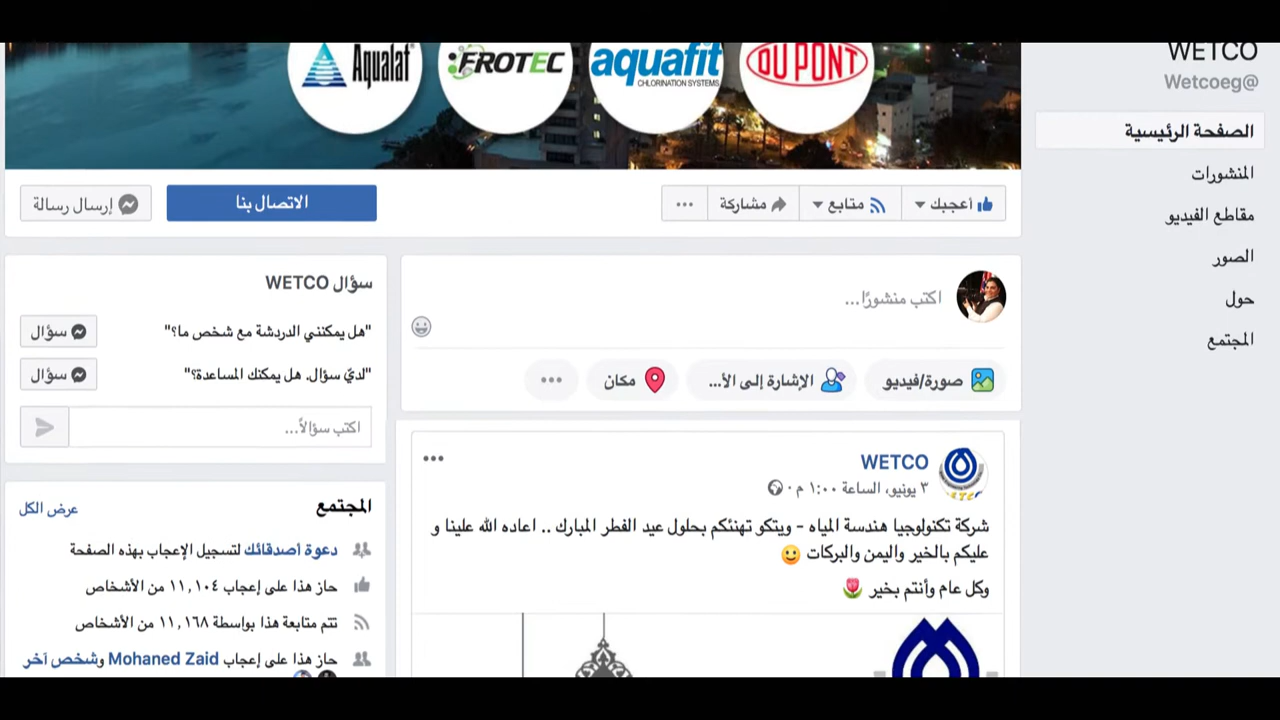 Aqualat
FROTEC
aquafit
CHLORINATION SYSTEMS
DU PONT
WETCO
@Wetcoeg
الصفحة الرئيسية
المنشورات
مقاطع الفيديو
الصور
حول
المجتمع
أعجبك
متابع
مشاركة
...
الاتصال بنا
إرسال رسالة
اكتب منشورًا...
صورة/فيديو
الإشارة إلى الأ...
مكان
...
WETCO
٣ يونيو، الساعة ١:٠٠ م ·
شركة تكنولوجيا هندسة المياه - ويتكو تهنئكم بحلول عيد الفطر المبارك .. اعاده الله علينا و
عليكم بالخير واليمن والبركات 🙂
وكل عام وأنتم بخير 🌷
سؤال WETCO
"هل يمكنني الدردشة مع شخص ما؟"
سؤال
"لديّ سؤال. هل يمكنك المساعدة؟"
سؤال
اكتب سؤالاً...
المجتمع
عرض الكل
دعوة أصدقائك لتسجيل الإعجاب بهذه الصفحة
حاز هذا على إعجاب ١١,١٠٤ من الأشخاص
تتم متابعة هذا بواسطة ١١,١٦٨ من الأشخاص
حاز هذا على إعجاب Mohaned Zaid وشخص آخر